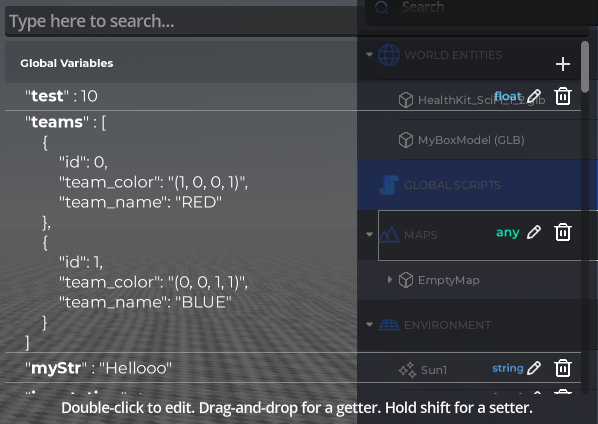 Type here to search...
Search
Global Variables
WORLD ENTITIES
"test" : 10
float
HealthKit_SciFi_1_2.glb
"teams" : [
{
"id": 0,
"team_color": "(1, 0, 0, 1)",
"team_name": "RED"
},
{
"id": 1,
"team_color": "(0, 0, 1, 1)",
"team_name": "BLUE"
}
]
any
MyBoxModel (GLB)
GLOBAL SCRIPTS
MAPS
EmptyMap
ENVIRONMENT
"myStr" : "Hellooo"
string
Sun1
Double-click to edit. Drag-and-drop for a getter. Hold shift for a setter.